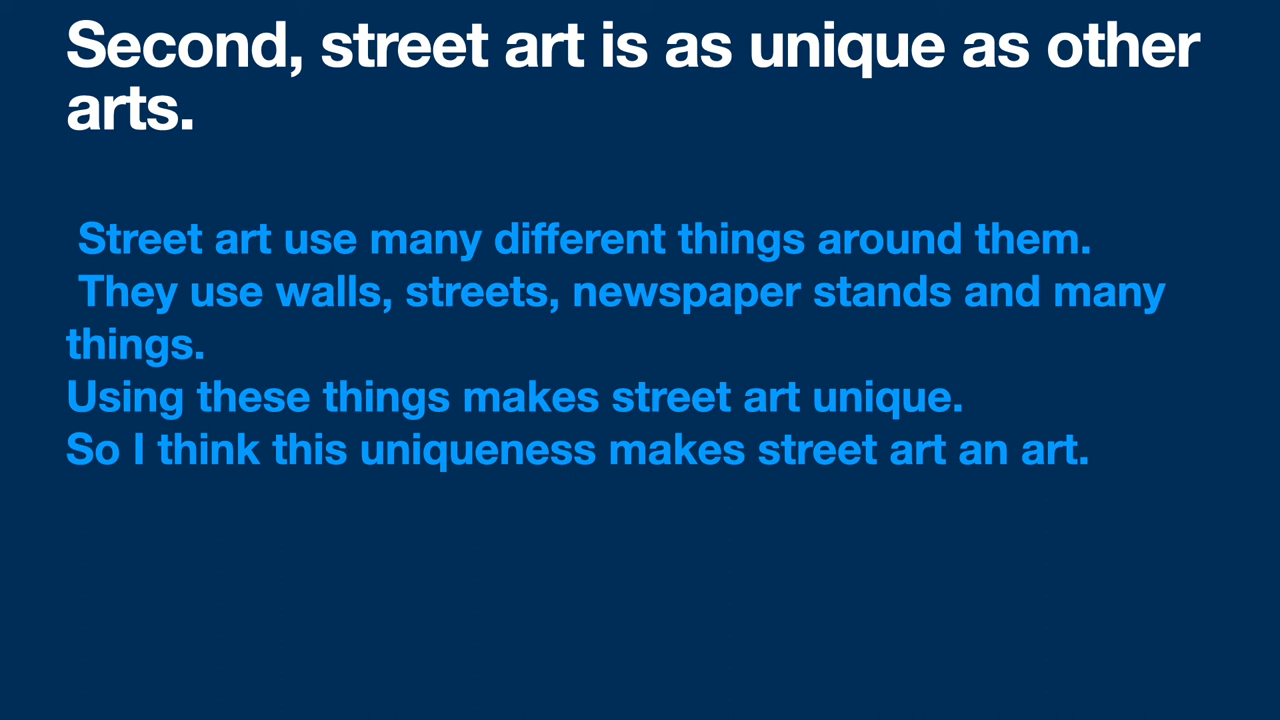 Second, street art is as unique as other
arts.
Street art use many different things around them.
They use walls, streets, newspaper stands and many
things.
Using these things makes street art unique.
So I think this uniqueness makes street art an art.